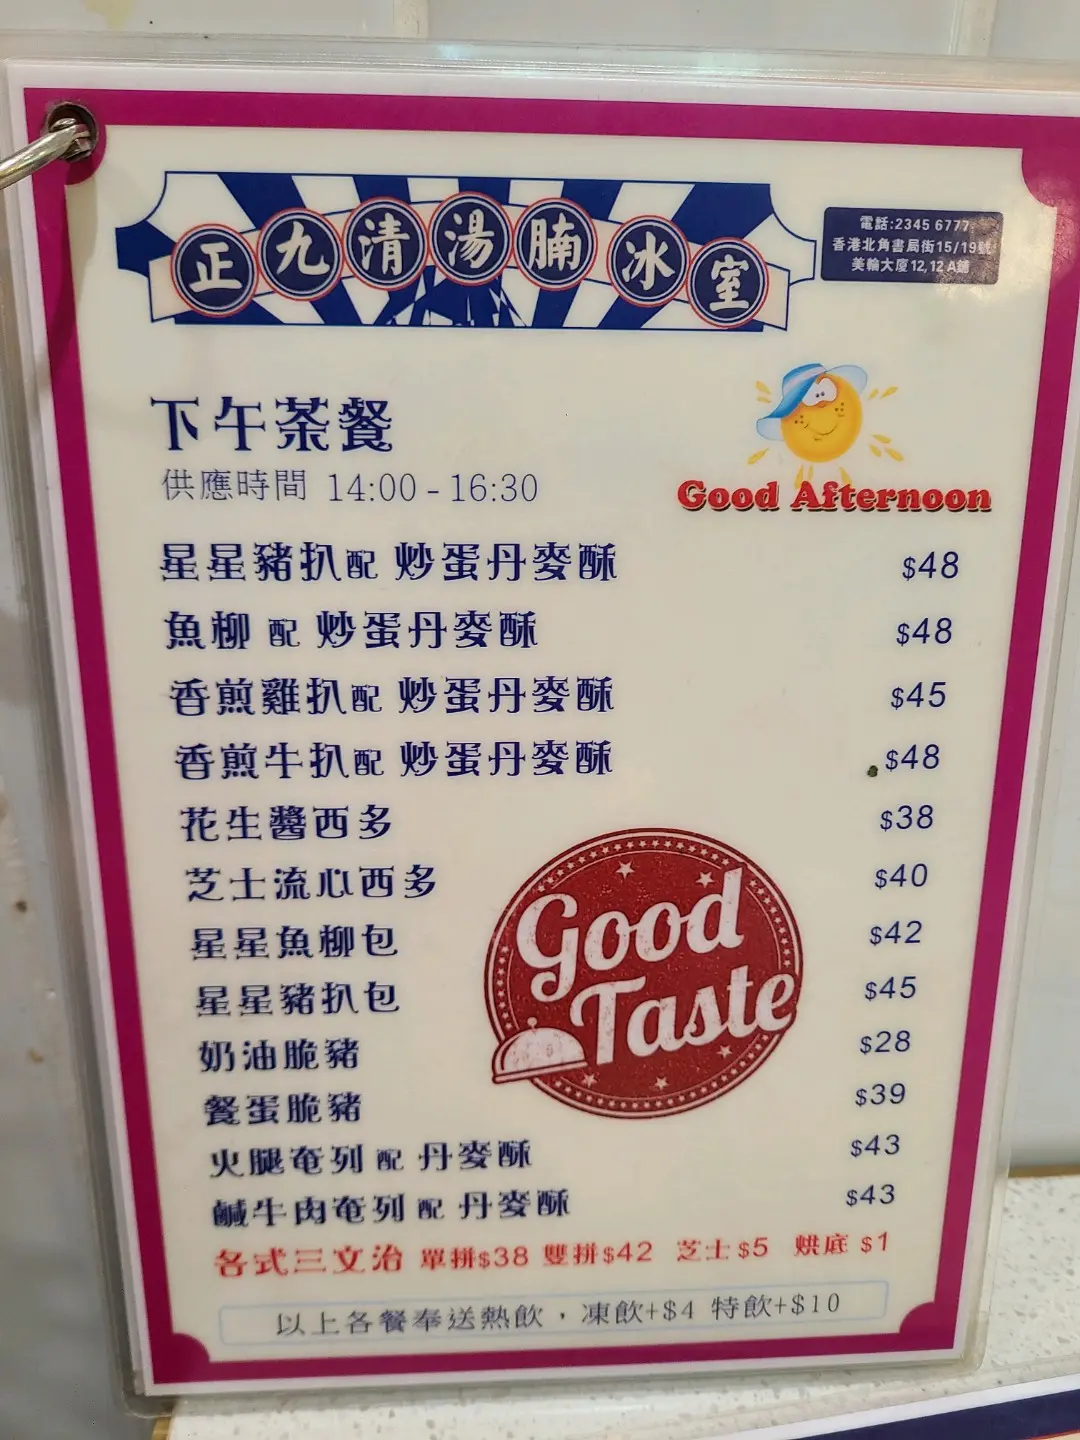 正九清湯腩冰室
電話:2345 6777
香港北角書局街15/19號
美輪大廈12,12A鋪
下午茶餐
供應時間 14:00 - 16:30
Good Afternoon
星星豬扒配 炒蛋丹麥酥 $48
魚柳 配 炒蛋丹麥酥 $48
香煎雞扒配 炒蛋丹麥酥 $45
香煎牛扒配 炒蛋丹麥酥 $48
花生醬西多 $38
芝士流心西多 $40
星星魚柳包 $42
星星豬扒包 $45
奶油脆豬 $28
餐蛋脆豬 $39
火腿奄列 配 丹麥酥 $43
鹹牛肉奄列 配 丹麥酥 $43
Good
Taste
各式三文治 單拼$38 雙拼$42 芝士$5 烘底 $1
以上各餐奉送熱飲，凍飲+$4 特飲+$10